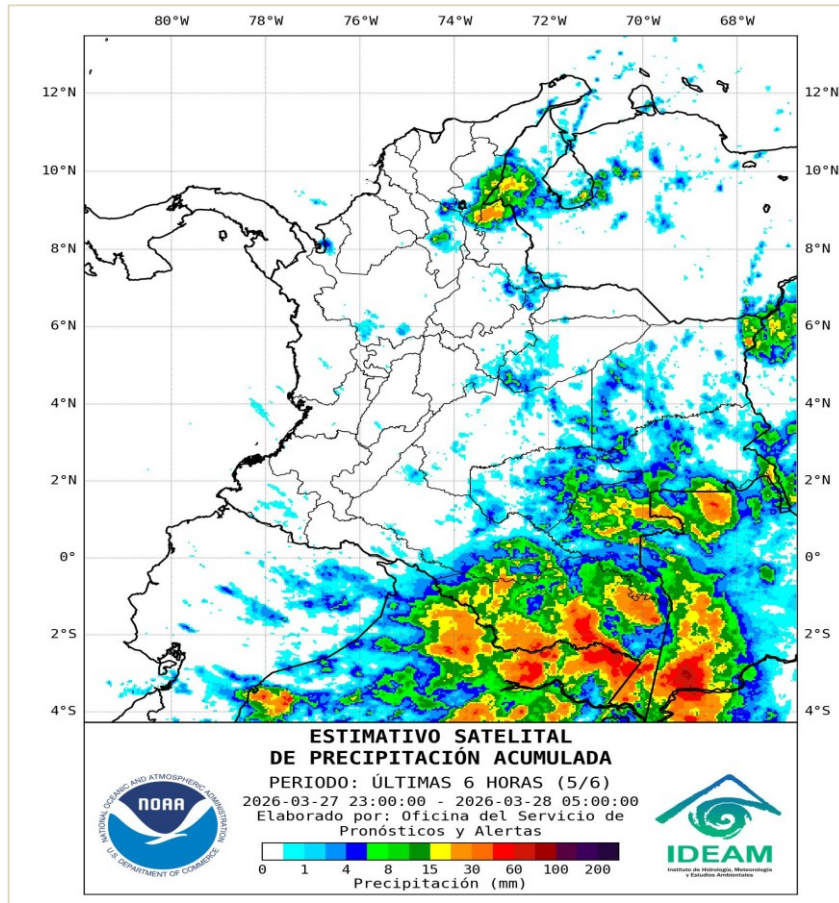 80°W 78°W 76°W 74°W 72°W 70°W 68°W
12°N 12°N
10°N 10°N
8°N 8°N
6°N 6°N
4°N 4°N
2°N 2°N
0° 0°
2°S 2°S
4°S 4°S
ESTIMATIVO SATELITAL
DE PRECIPITACIÓN ACUMULADA
PERIODO: ÚLTIMAS 6 HORAS (5/6)
2026-03-27 23:00:00 - 2026-03-28 05:00:00
Elaborado por: Oficina del Servicio de
Pronósticos y Alertas
0 1 4 8 15 30 60 100 200
Precipitación (mm)
NATIONAL OCEANIC AND ATMOSPHERIC ADMINISTRATION
NOAA
U.S. DEPARTMENT OF COMMERCE
IDEAM
Instituto de Hidrología, Meteorología
y Estudios Ambientales